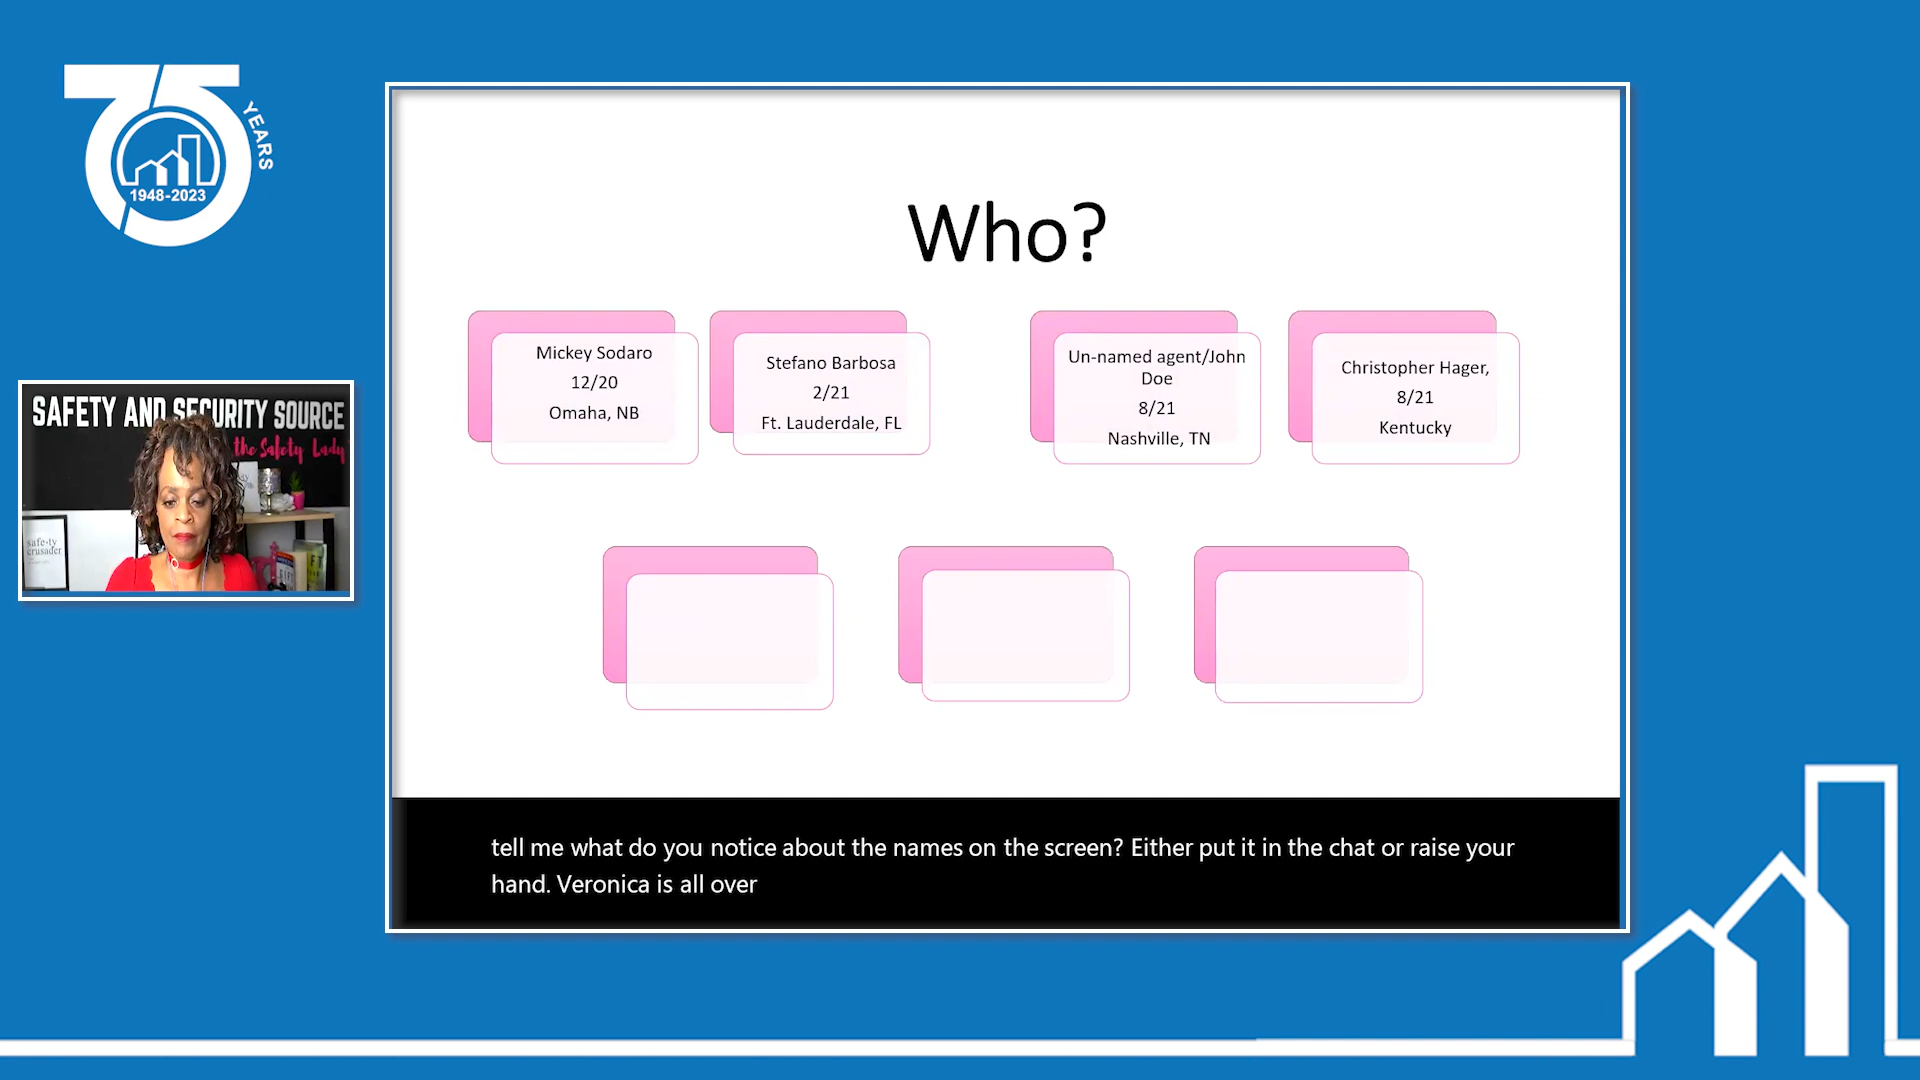 75
YEARS
1948-2023
Who?
Mickey Sodaro
12/20
Omaha, NB
Stefano Barbosa
2/21
Ft. Lauderdale, FL
Un-named agent/John
Doe
8/21
Nashville, TN
Christopher Hager,
8/21
Kentucky
SAFETY AND SECURITY SOURCE
the Safety Lady
safe-ty
crusader
tell me what do you notice about the names on the screen? Either put it in the chat or raise your
hand. Veronica is all over